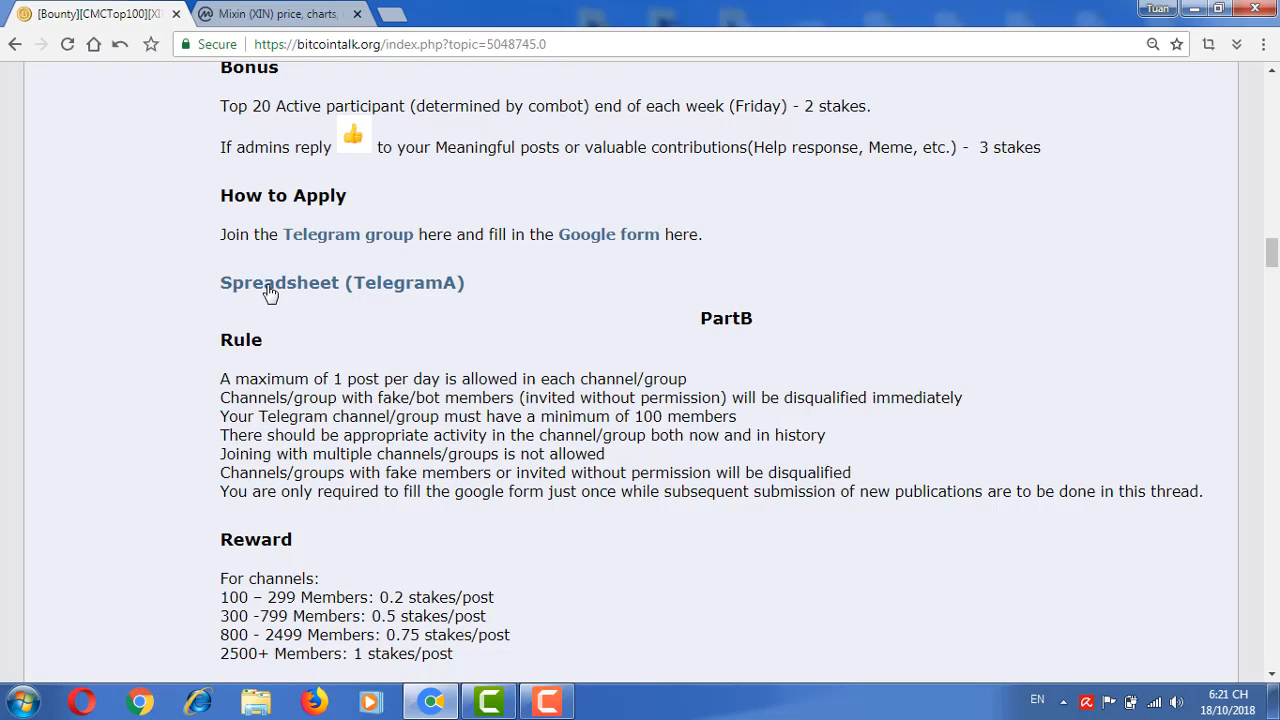 [Bounty][CMCTop100][XI
Mixin (XIN) price, charts,
Tuan
Secure
https://bitcointalk.org/index.php?topic=5048745.0
Bonus
Top 20 Active participant (determined by combot) end of each week (Friday) - 2 stakes.
If admins reply to your Meaningful posts or valuable contributions(Help response, Meme, etc.) - 3 stakes
How to Apply
Join the Telegram group here and fill in the Google form here.
Spreadsheet (TelegramA)
PartB
Rule
A maximum of 1 post per day is allowed in each channel/group
Channels/group with fake/bot members (invited without permission) will be disqualified immediately
Your Telegram channel/group must have a minimum of 100 members
There should be appropriate activity in the channel/group both now and in history
Joining with multiple channels/groups is not allowed
Channels/groups with fake members or invited without permission will be disqualified
You are only required to fill the google form just once while subsequent submission of new publications are to be done in this thread.
Reward
For channels:
100 – 299 Members: 0.2 stakes/post
300 -799 Members: 0.5 stakes/post
800 - 2499 Members: 0.75 stakes/post
2500+ Members: 1 stakes/post
EN
6:21 CH
18/10/2018